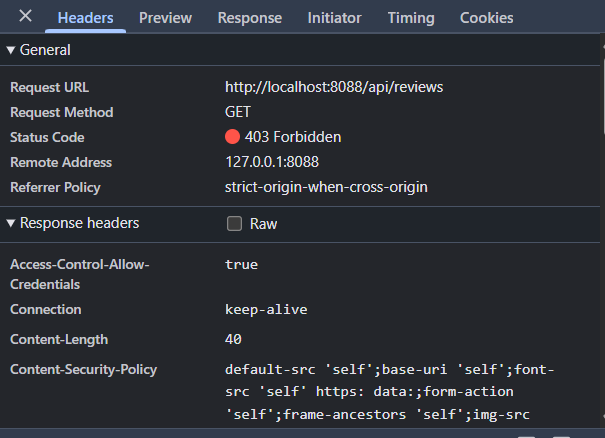 Headers Preview Response Initiator Timing Cookies
General
Request URL http://localhost:8088/api/reviews
Request Method GET
Status Code 403 Forbidden
Remote Address 127.0.0.1:8088
Referrer Policy strict-origin-when-cross-origin
Response headers Raw
Access-Control-Allow- true
Credentials
Connection keep-alive
Content-Length 40
Content-Security-Policy default-src 'self';base-uri 'self';font-
src 'self' https: data:;form-action
'self';frame-ancestors 'self';img-src